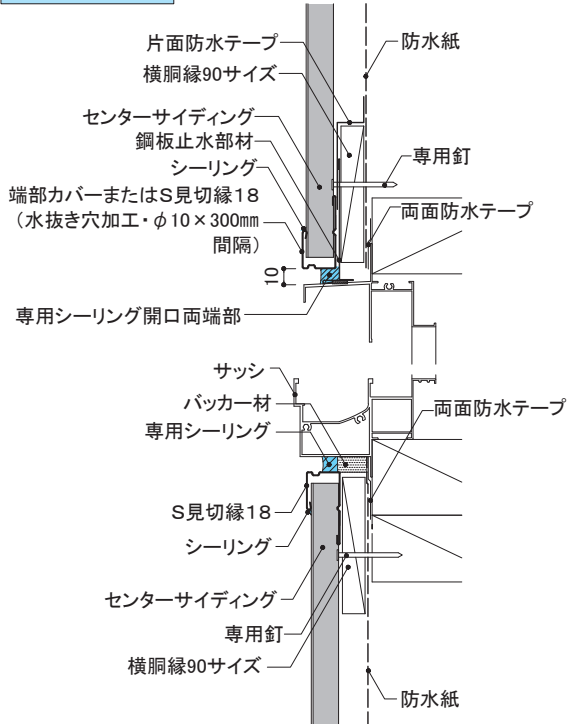 片面防水テープ
防水紙
横胴縁90サイズ
センターサイディング
鋼板止水部材
シーリング
専用釘
端部カバーまたはS見切縁18
（水抜き穴加工・φ10×300㎜
間隔）
両面防水テープ
10
専用シーリング開口両端部
サッシ
バッカー材
両面防水テープ
専用シーリング
S見切縁18
シーリング
センターサイディング
専用釘
横胴縁90サイズ
防水紙